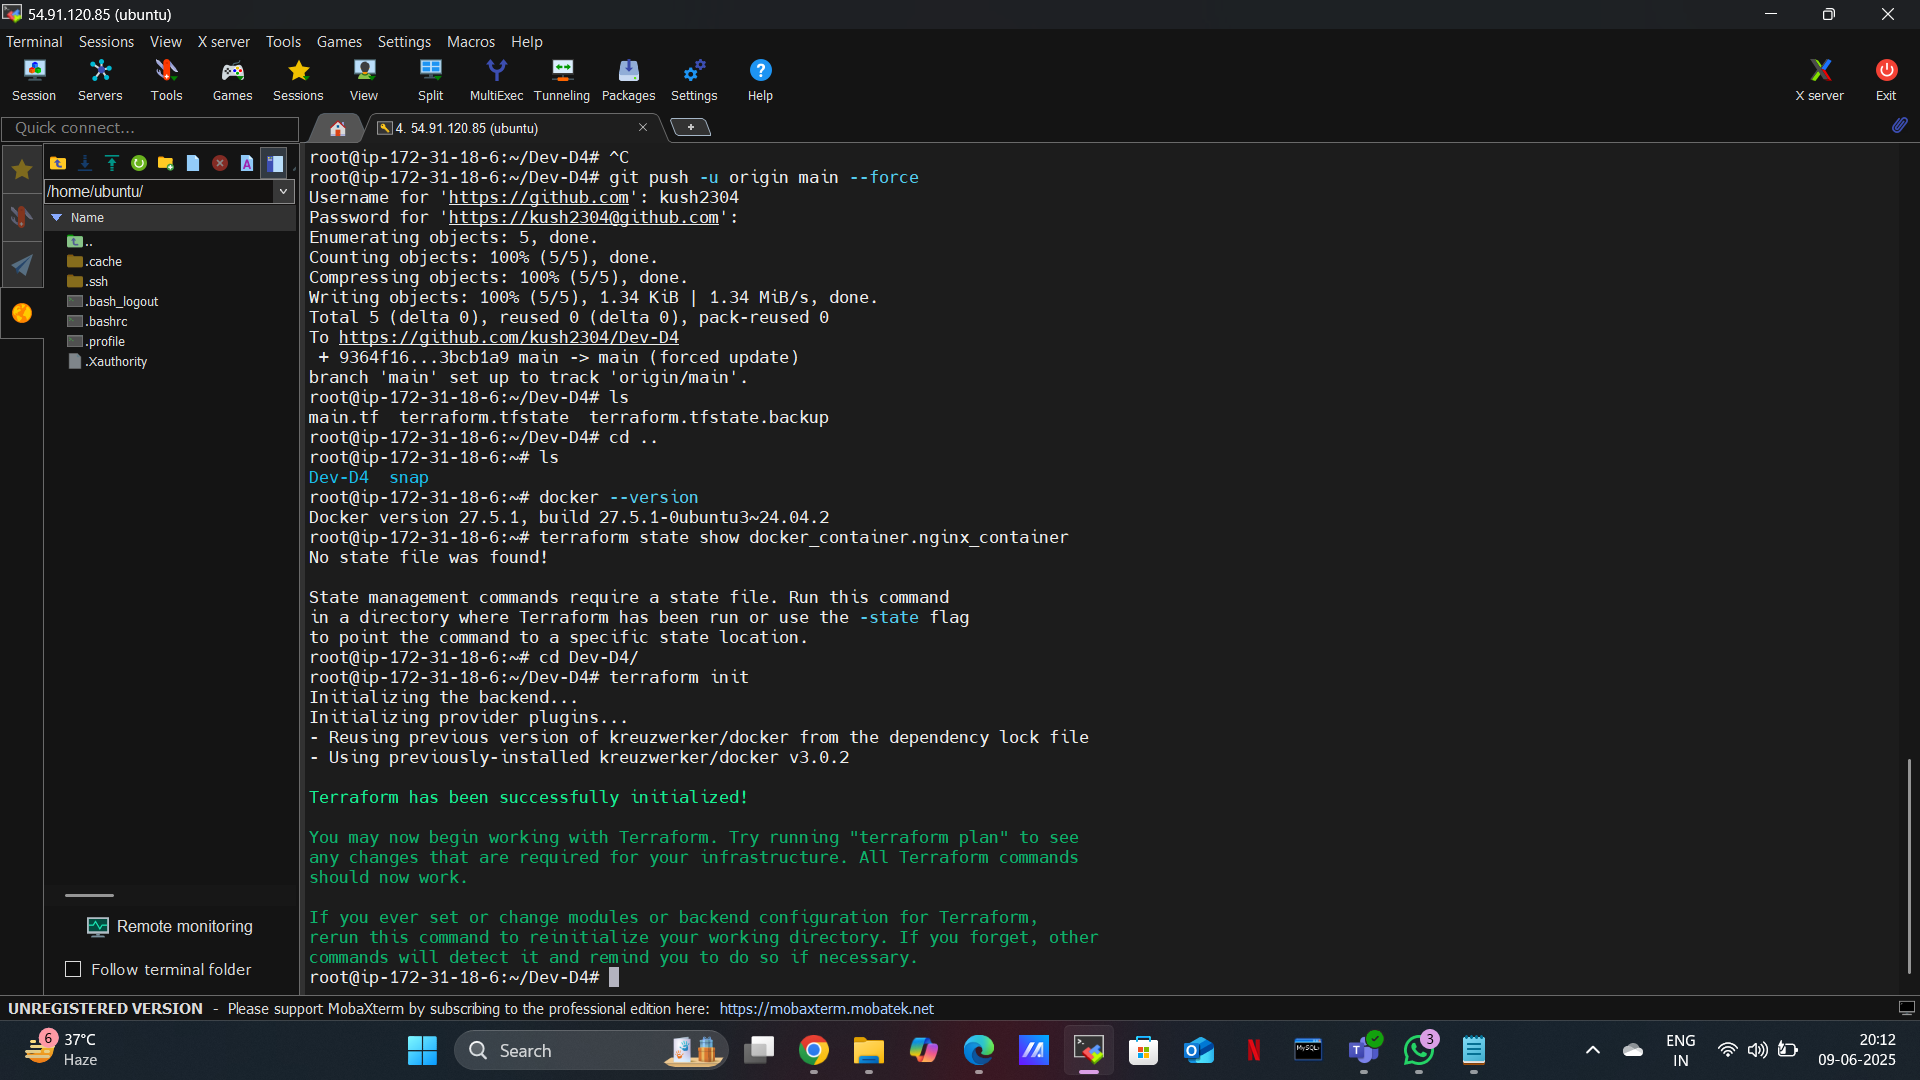 54.91.120.85 (ubuntu)
Terminal Sessions View X server Tools Games Settings Macros Help
Session Servers Tools Games Sessions View Split MultiExec Tunneling Packages Settings Help X server Exit
Quick connect...
4. 54.91.120.85 (ubuntu)
/home/ubuntu/
Name
..
.cache
.ssh
.bash_logout
.bashrc
.profile
.Xauthority
Remote monitoring
Follow terminal folder
root@ip-172-31-18-6:~/Dev-D4# ^C
root@ip-172-31-18-6:~/Dev-D4# git push -u origin main --force
Username for 'https://github.com': kush2304
Password for 'https://kush2304@github.com':
Enumerating objects: 5, done.
Counting objects: 100% (5/5), done.
Compressing objects: 100% (5/5), done.
Writing objects: 100% (5/5), 1.34 KiB | 1.34 MiB/s, done.
Total 5 (delta 0), reused 0 (delta 0), pack-reused 0
To https://github.com/kush2304/Dev-D4
 + 9364f16...3bcb1a9 main -> main (forced update)
branch 'main' set up to track 'origin/main'.
root@ip-172-31-18-6:~/Dev-D4# ls
main.tf  terraform.tfstate  terraform.tfstate.backup
root@ip-172-31-18-6:~/Dev-D4# cd ..
root@ip-172-31-18-6:~# ls
Dev-D4  snap
root@ip-172-31-18-6:~# docker --version
Docker version 27.5.1, build 27.5.1-0ubuntu3~24.04.2
root@ip-172-31-18-6:~# terraform state show docker_container.nginx_container
No state file was found!
State management commands require a state file. Run this command
in a directory where Terraform has been run or use the -state flag
to point the command to a specific state location.
root@ip-172-31-18-6:~# cd Dev-D4/
root@ip-172-31-18-6:~/Dev-D4# terraform init
Initializing the backend...
Initializing provider plugins...
- Reusing previous version of kreuzwerker/docker from the dependency lock file
- Using previously-installed kreuzwerker/docker v3.0.2
Terraform has been successfully initialized!
You may now begin working with Terraform. Try running "terraform plan" to see
any changes that are required for your infrastructure. All Terraform commands
should now work.
If you ever set or change modules or backend configuration for Terraform,
rerun this command to reinitialize your working directory. If you forget, other
commands will detect it and remind you to do so if necessary.
root@ip-172-31-18-6:~/Dev-D4#
UNREGISTERED VERSION - Please support MobaXterm by subscribing to the professional edition here: https://mobaxterm.mobatek.net
6
37°C
Haze
Search
MySQL
3
ENG
IN
20:12
09-06-2025